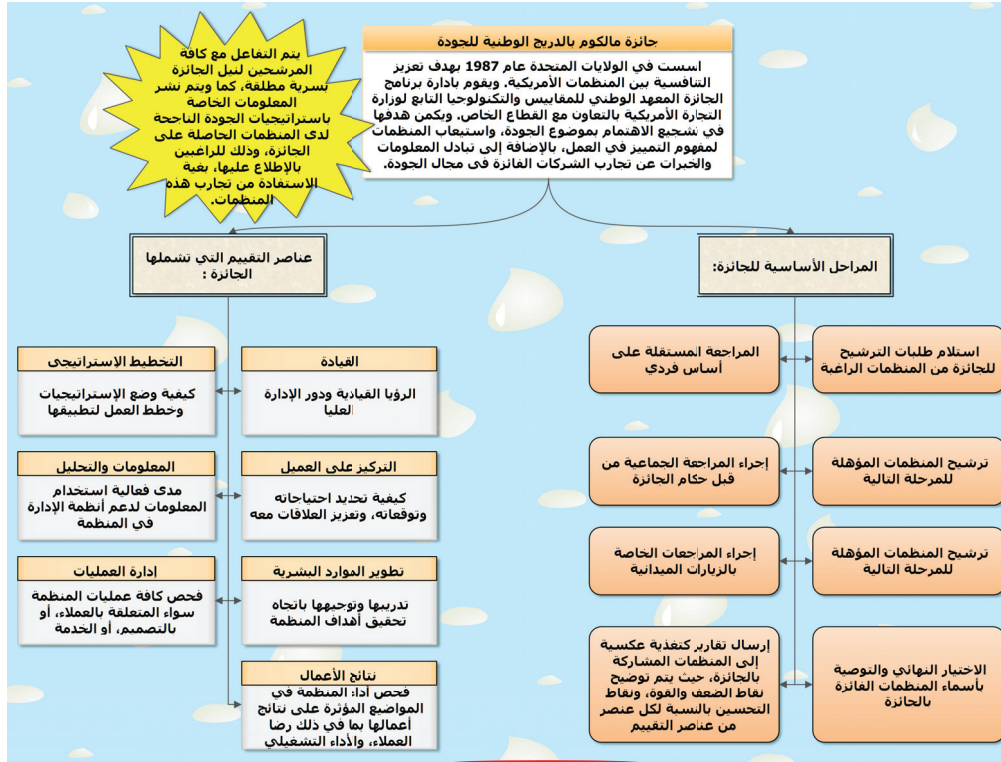 جائزة مالكوم بالدريج الوطنية للجودة
اسست في الولايات المتحدة عام 1987 بهدف تعزيز
التنافسية بين المنظمات الأمريكية. ويقوم بادارة برنامج
الجائزة المعهد الوطني للمقاييس والتكنولوجيا التابع لوزارة
التجارة الأمريكية بالتعاون مع القطاع الخاص. ويكمن هدفها
في تشجيع الاهتمام بموضوع الجودة، واستيعاب المنظمات
لمفهوم التمييز في العمل، بالإضافة إلى تبادل المعلومات
والخبرات عن تجارب الشركات الفائزة في مجال الجودة.
يتم التفاعل مع كافة
المرشحين لنيل الجائزة
بسرية مطلقة، كما ويتم نشر
المعلومات الخاصة
باستراتيجيات الجودة الناجحة
لدى المنظمات الحاصلة على
الجائزة، وذلك للراغبين
بالإطلاع عليها، بغية
الاستفادة من تجارب هذه
المنظمات.
المراحل الأساسية للجائزة:
استلام طلبات الترشيح
للجائزة من المنظمات الراغبة
المراجعة المستقلة على
أساس فردي
ترشيح المنظمات المؤهلة
للمرحلة التالية
إجراء المراجعة الجماعية من
قبل حكام الجائزة
ترشيح المنظمات المؤهلة
للمرحلة التالية
إجراء المراجعات الخاصة
بالزيارات الميدانية
الاختيار النهائي والتوصية
بأسماء المنظمات الفائزة
بالجائزة
إرسال تقارير كتغذية عكسية
إلى المنظمات المشاركة
بالجائزة، حيث يتم توضيح
نقاط الضعف والقوة، ونقاط
التحسين بالنسبة لكل عنصر
من عناصر التقييم
عناصر التقييم التي تشملها
الجائزة :
القيادة
الرؤيا القيادية ودور الإدارة
العليا
التخطيط الإستراتيجي
كيفية وضع الإستراتيجيات
وخطط العمل لتطبيقها
التركيز على العميل
كيفية تحديد احتياجاته
وتوقعاته، وتعزيز العلاقات معه
المعلومات والتحليل
مدى فعالية استخدام
المعلومات لدعم أنظمة الإدارة
في المنظمة
تطوير الموارد البشرية
تدريبها وتوجيهها باتجاه
تحقيق أهداف المنظمة
إدارة العمليات
فحص كافة عمليات المنظمة
سواء المتعلقة بالعملاء، أو
بالتصميم، أو الخدمة
نتائج الأعمال
فحص أداء المنظمة في
المواضيع المؤثرة على نتائج
أعمالها بما في ذلك رضا
العملاء، والأداء التشغيلي